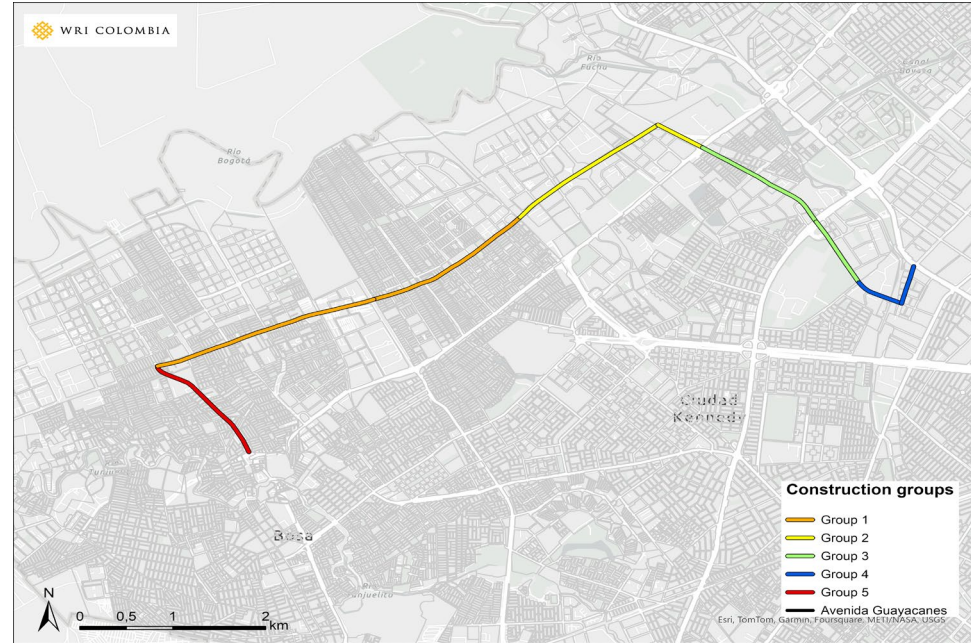 WRI COLOMBIA
Río
Fucha
Río
Bogotá
Ciudad
Kennedy
Bosa
Construction groups
Group 1
Group 2
Group 3
Group 4
Group 5
Avenida Guayacanes
Esri, TomTom, Garmin, Foursquare, METI/NASA, USGS
N
0 0,5 1 2
km